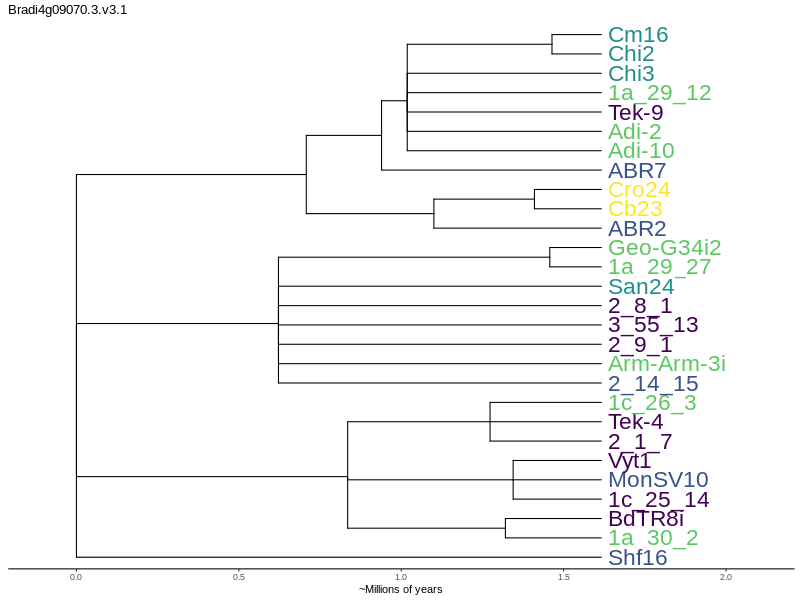 Bradi4g09070.3.v3.1
Cm16
Chi2
Chi3
1a_29_12
Tek-9
Adi-2
Adi-10
ABR7
Cro24
Cb23
ABR2
Geo-G34i2
1a_29_27
San24
2_8_1
3_55_13
2_9_1
Arm-Arm-3i
2_14_15
1c_26_3
Tek-4
2_1_7
Vyt1
MonSV10
1c_25_14
BdTR8i
1a_30_2
Shf16
0.0 0.5 1.0 1.5 2.0
~Millions of years